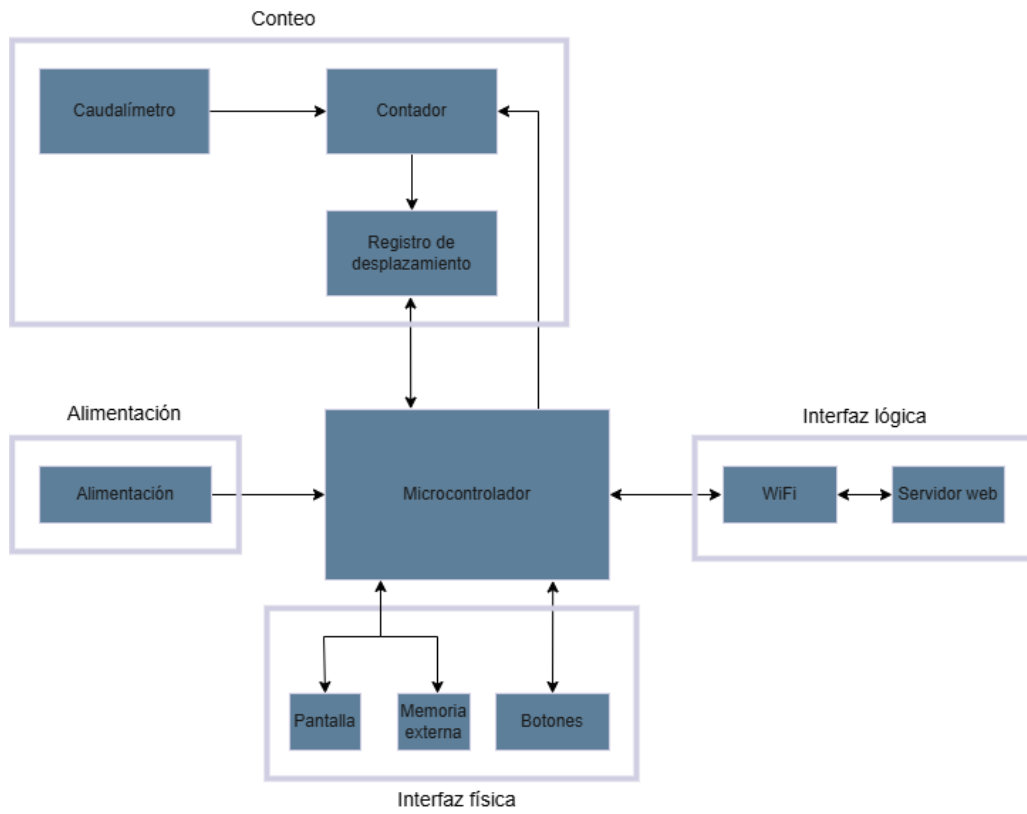 Conteo
Caudalímetro
Contador
Registro de
desplazamiento
Alimentación
Alimentación
Microcontrolador
Interfaz lógica
WiFi
Servidor web
Pantalla
Memoria
externa
Botones
Interfaz física